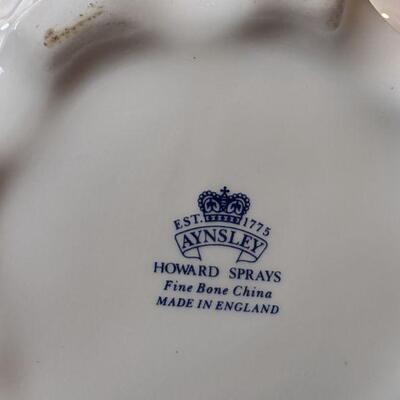 EST. 1775
AYNSLEY
HOWARD SPRAYS
Fine Bone China
MADE IN ENGLAND